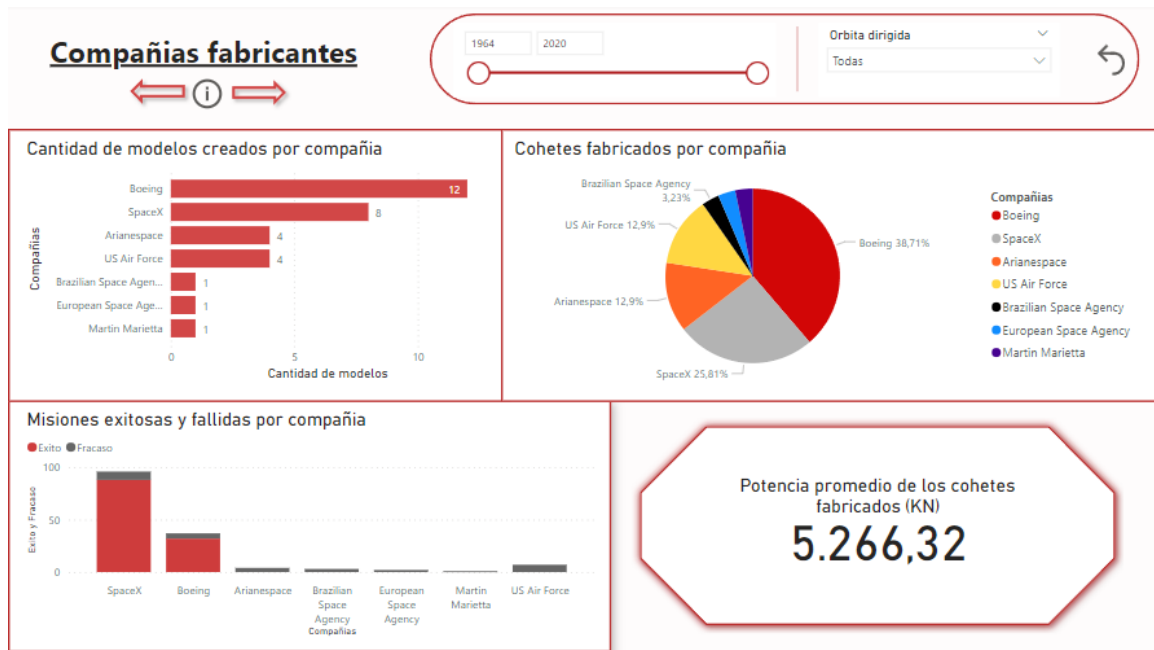 Compañias fabricantes
1964
2020
Orbita dirigida
Todas
Cantidad de modelos creados por compañia
Compañías
Boeing
12
SpaceX
8
Arianespace
4
US Air Force
4
Brazilian Space Agen...
1
European Space Age...
1
Martin Marietta
1
0
5
10
Cantidad de modelos
Cohetes fabricados por compañia
Brazilian Space Agency
3,23%
US Air Force 12,9%
Arianespace 12,9%
SpaceX 25,81%
Boeing 38,71%
Compañías
Boeing
SpaceX
Arianespace
US Air Force
Brazilian Space Agency
European Space Agency
Martin Marietta
Misiones exitosas y fallidas por compañia
Exito
Fracaso
Exito y Fracaso
100
50
0
SpaceX
Boeing
Arianespace
Brazilian
Space
Agency
European
Space
Agency
Martin
Marietta
US Air Force
Compañías
Potencia promedio de los cohetes
fabricados (KN)
5.266,32